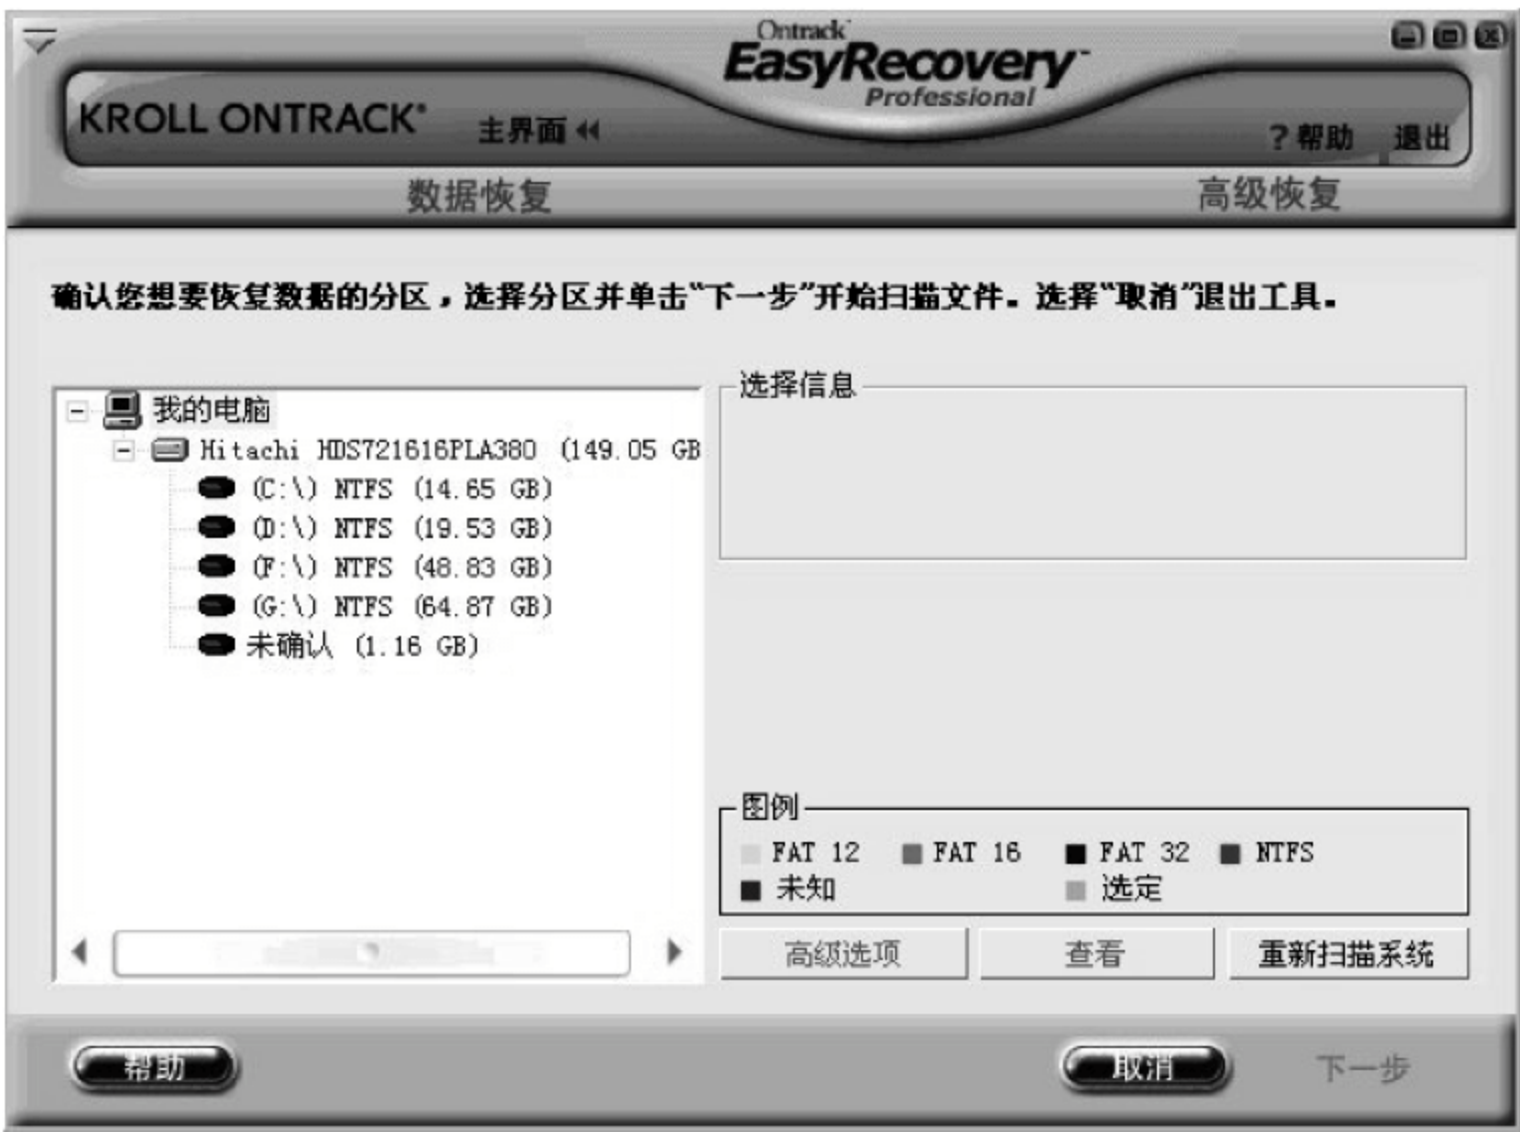 Ontrack
EasyRecovery™
Professional
KROLL ONTRACK® 主界面 ?帮助 退出
数据恢复 高级恢复
确认您想要恢复数据的分区，选择分区并单击“下一步”开始扫描文件。选择“取消”退出工具。
我的电脑
Hitachi HDS721616PLA380 (149.05 GB
(C:\) NTFS (14.65 GB)
(D:\) NTFS (19.53 GB)
(F:\) NTFS (48.83 GB)
(G:\) NTFS (64.87 GB)
未确认 (1.16 GB)
选择信息
图例
FAT 12 FAT 16 FAT 32 NTFS
未知 选定
高级选项 查看 重新扫描系统
帮助 取消 下一步